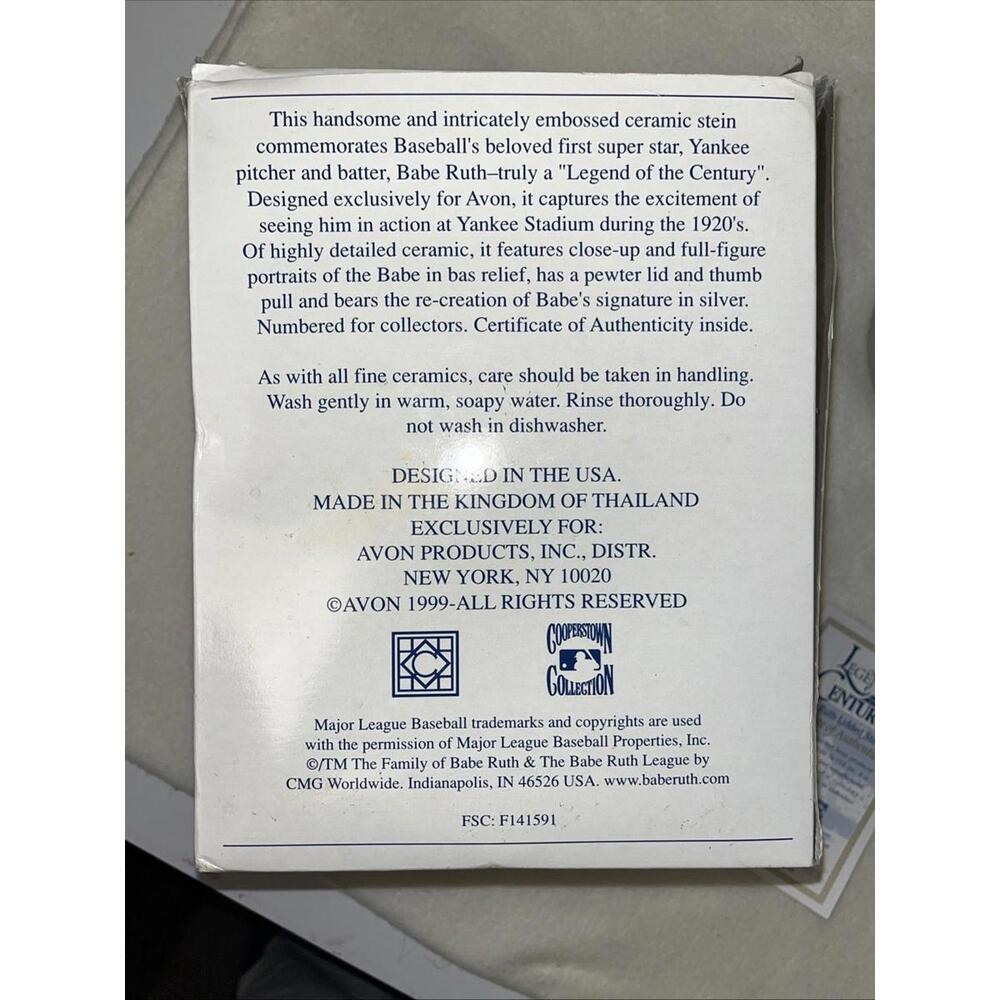 This handsome and intricately embossed ceramic stein
commemorates Baseball's beloved first super star, Yankee
pitcher and batter, Babe Ruth–truly a "Legend of the Century".
Designed exclusively for Avon, it captures the excitement of
seeing him in action at Yankee Stadium during the 1920's.
Of highly detailed ceramic, it features close-up and full-figure
portraits of the Babe in bas relief, has a pewter lid and thumb
pull and bears the re-creation of Babe's signature in silver.
Numbered for collectors. Certificate of Authenticity inside.
As with all fine ceramics, care should be taken in handling.
Wash gently in warm, soapy water. Rinse thoroughly. Do
not wash in dishwasher.
DESIGNED IN THE USA.
MADE IN THE KINGDOM OF THAILAND
EXCLUSIVELY FOR:
AVON PRODUCTS, INC., DISTR.
NEW YORK, NY 10020
©AVON 1999-ALL RIGHTS RESERVED
C
COOPERSTOWN
COLLECTION
Major League Baseball trademarks and copyrights are used
with the permission of Major League Baseball Properties, Inc.
©/TM The Family of Babe Ruth & The Babe Ruth League by
CMG Worldwide. Indianapolis, IN 46526 USA. www.baberuth.com
FSC: F141591